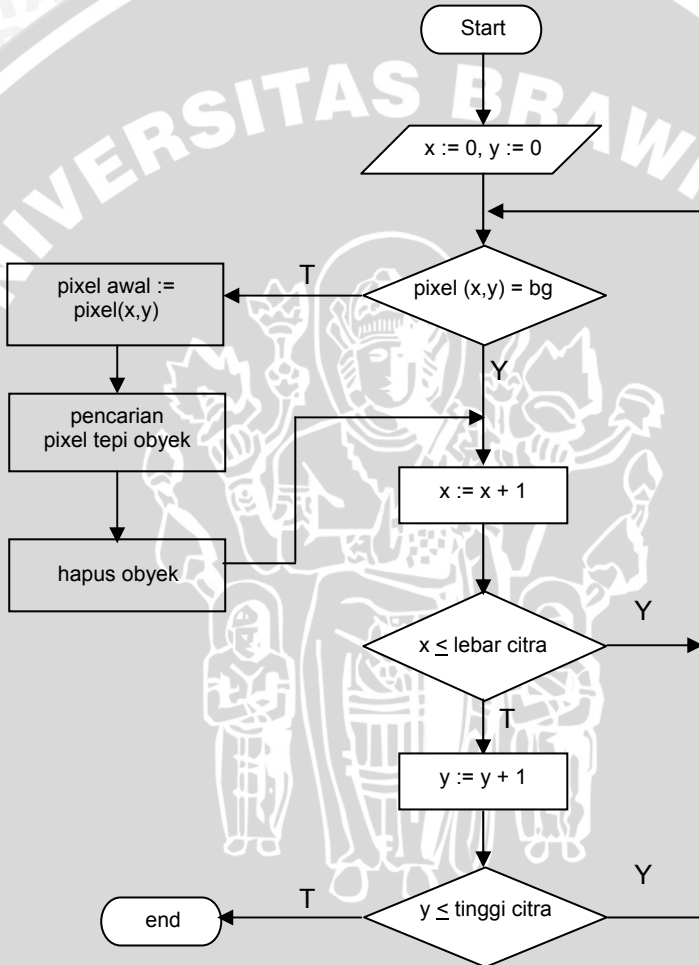 UNIVERSITAS BRAWI
Start
x := 0, y := 0
pixel (x,y) = bg
T
Y
pixel awal :=
pixel(x,y)
pencarian
pixel tepi obyek
hapus obyek
x := x + 1
x ≤ lebar citra
Y
T
y := y + 1
y ≤ tinggi citra
Y
T
end